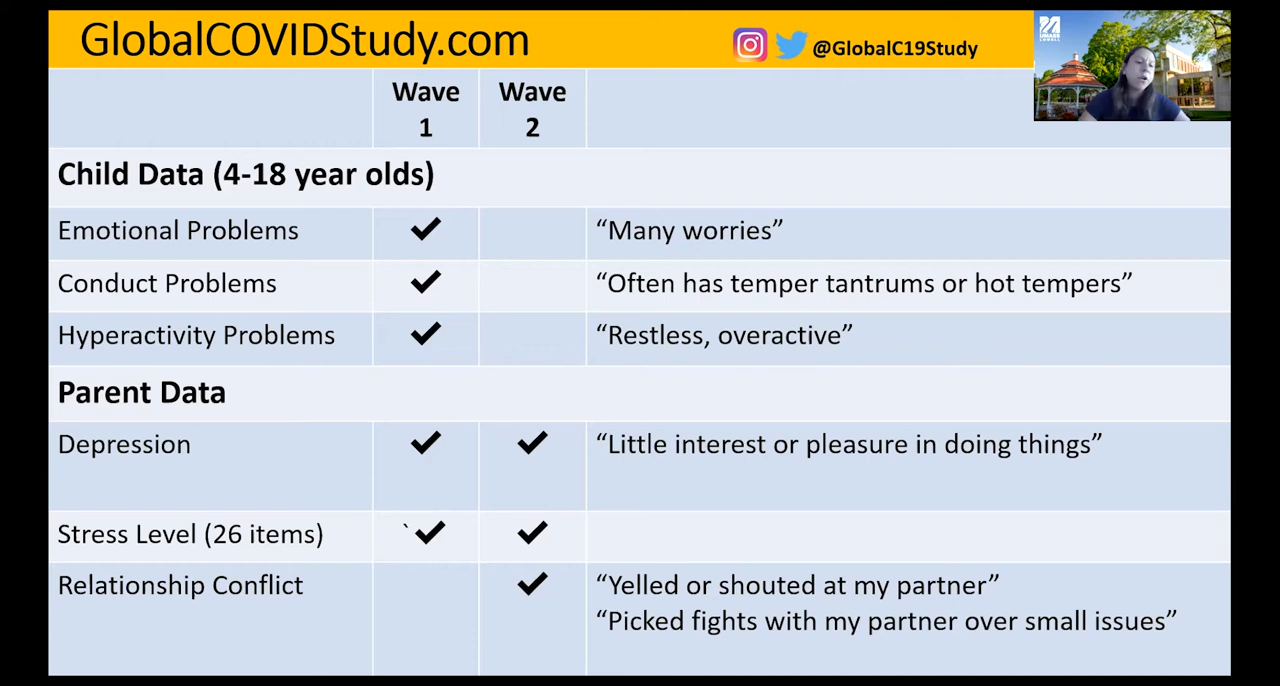 GlobalCOVIDStudy.com
@GlobalC19Study
UMASS
LOWELL
Wave
1
Wave
2
Child Data (4-18 year olds)
Emotional Problems ✔ “Many worries”
Conduct Problems ✔ “Often has temper tantrums or hot tempers”
Hyperactivity Problems ✔ “Restless, overactive”
Parent Data
Depression ✔ ✔ “Little interest or pleasure in doing things”
Stress Level (26 items) `✔ ✔
Relationship Conflict ✔ “Yelled or shouted at my partner”
“Picked fights with my partner over small issues”